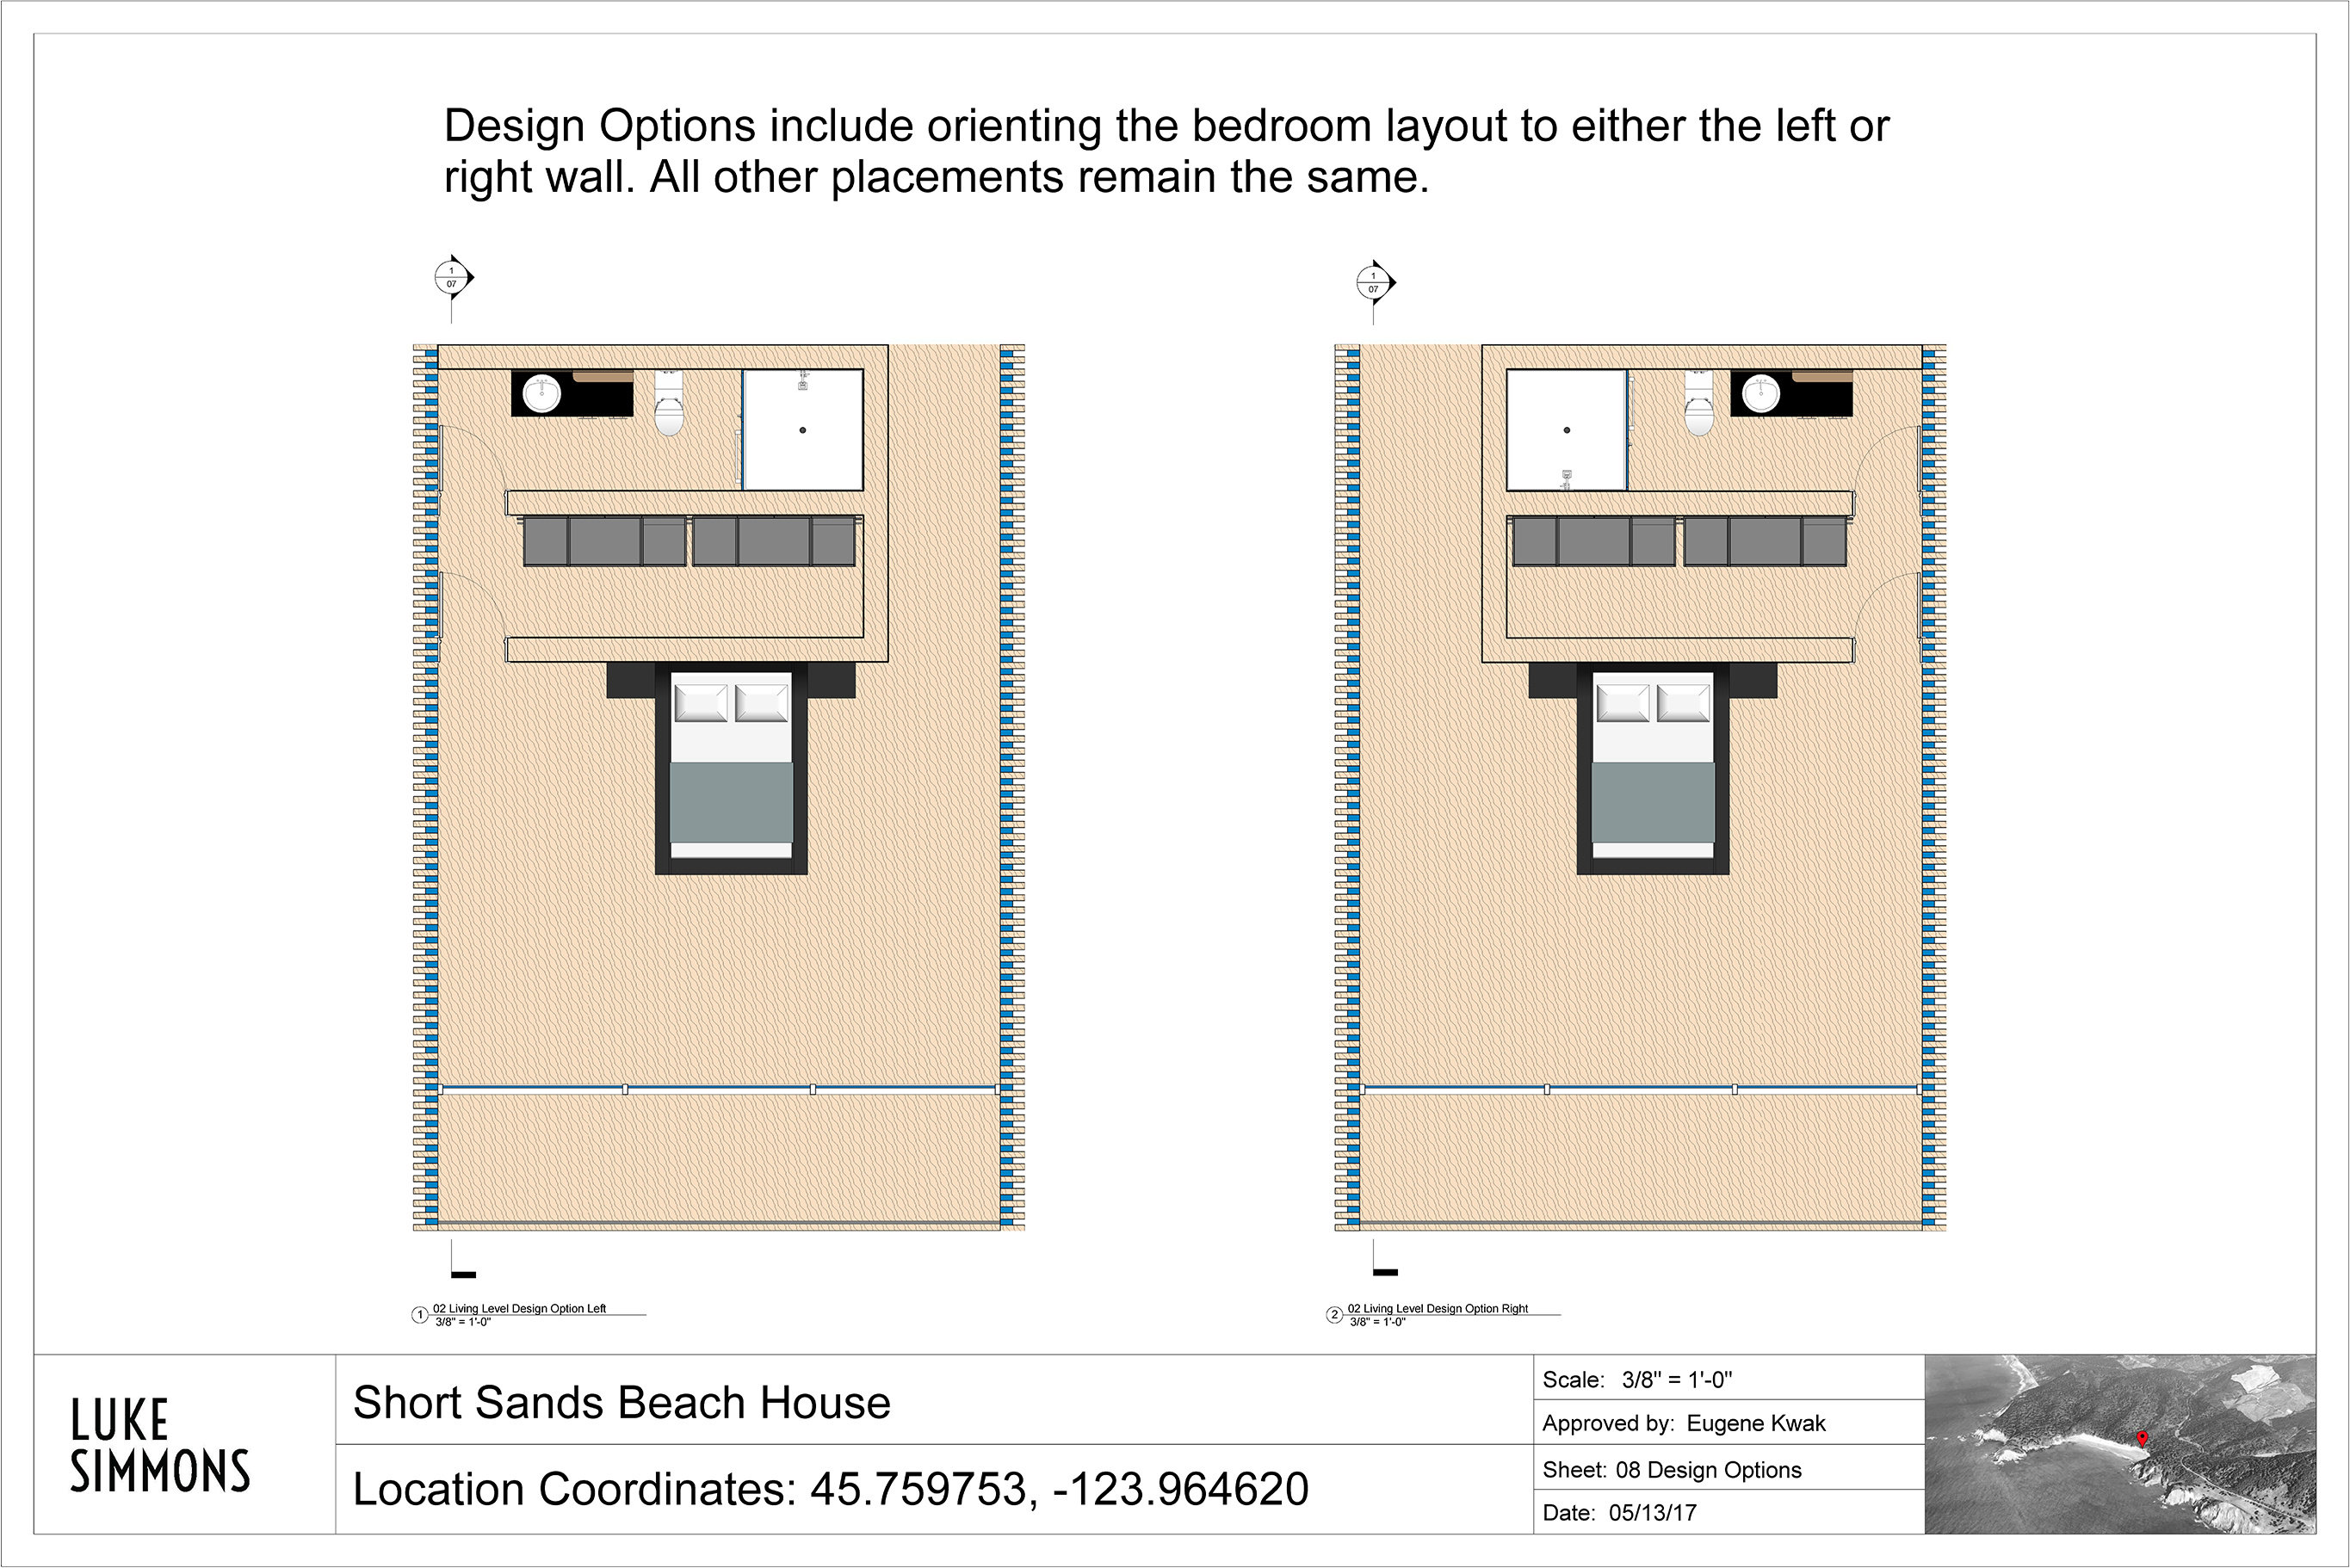 Design Options include orienting the bedroom layout to either the left or
right wall. All other placements remain the same.
1
07
1
07
1 02 Living Level Design Option Left
3/8" = 1'-0"
2 02 Living Level Design Option Right
3/8" = 1'-0"
LUKE
SIMMONS
Short Sands Beach House
Location Coordinates: 45.759753, -123.964620
Scale: 3/8" = 1'-0"
Approved by: Eugene Kwak
Sheet: 08 Design Options
Date: 05/13/17